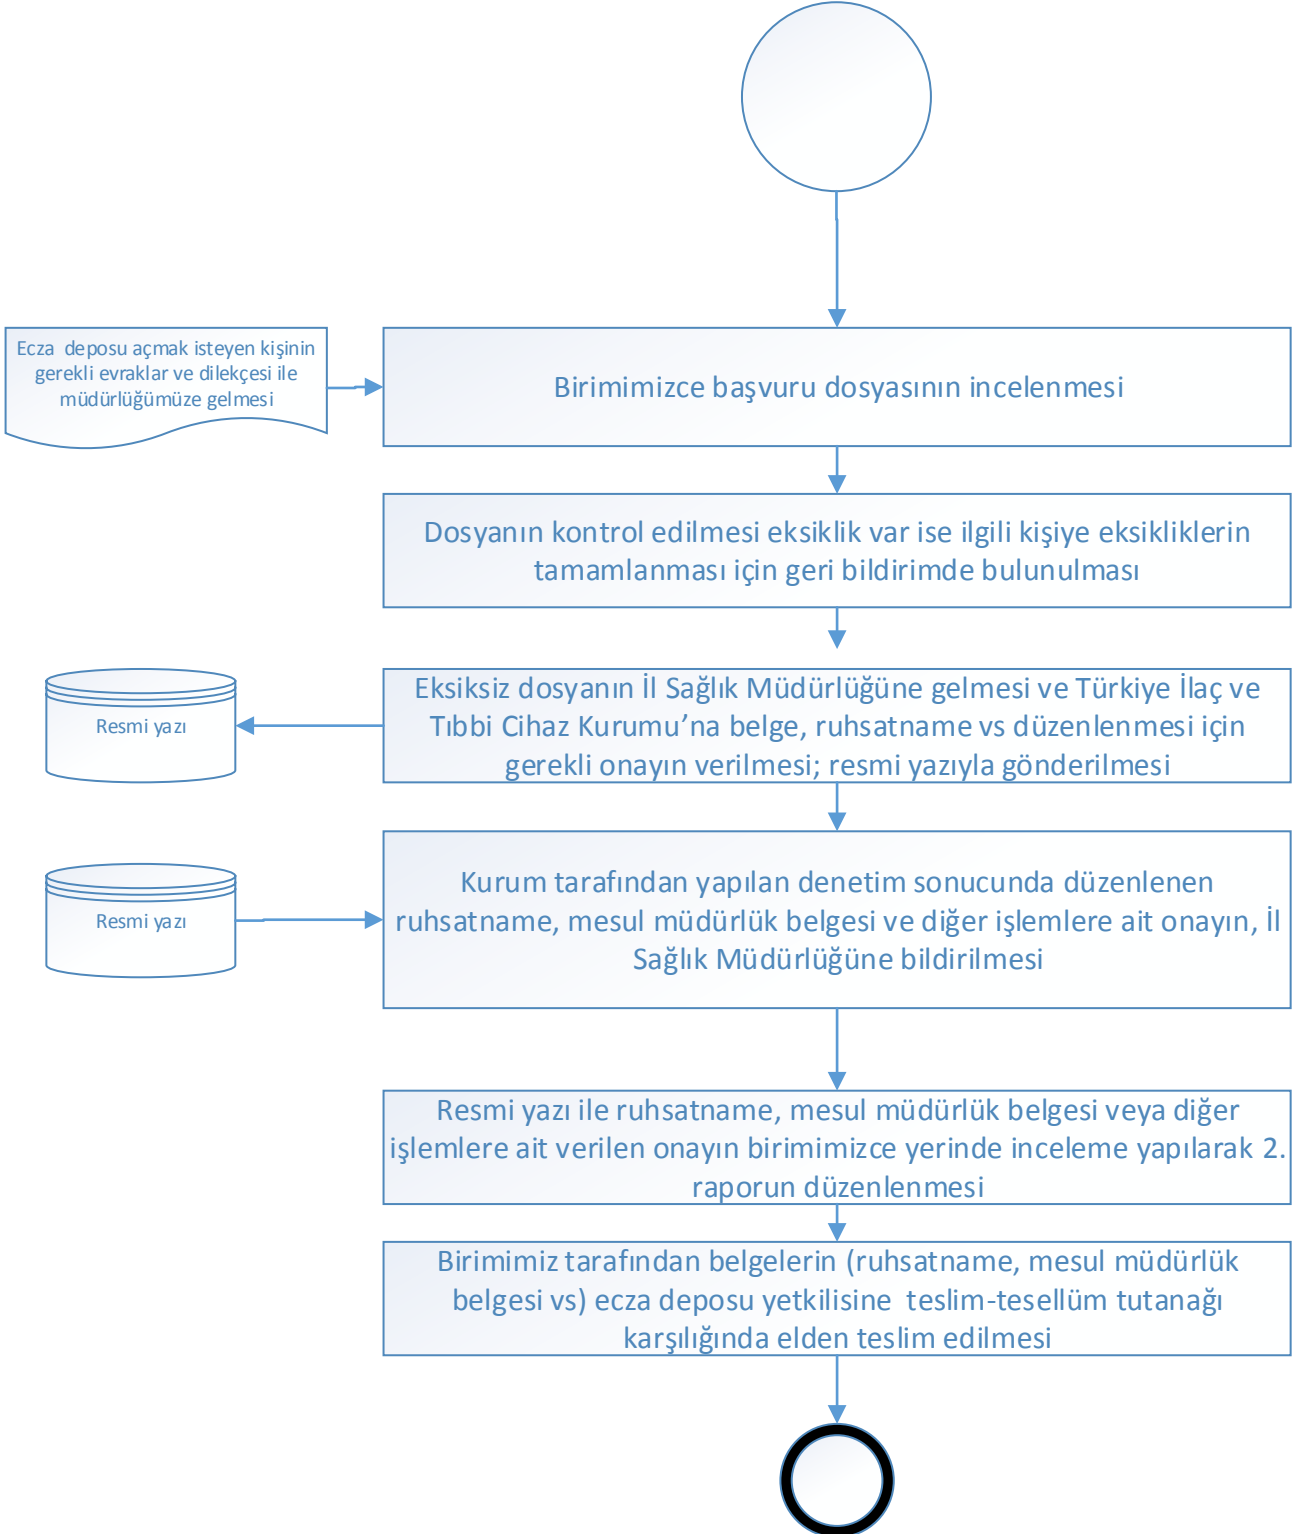 Ecza deposu açmak isteyen kişinin
gerekli evraklar ve dilekçesi ile
müdürlüğümüze gelmesi
Birimimizce başvuru dosyasının incelenmesi
Dosyanın kontrol edilmesi eksiklik var ise ilgili kişiye eksikliklerin
tamamlanması için geri bildirimde bulunulması
Resmi yazı
Eksiksiz dosyanın İl Sağlık Müdürlüğüne gelmesi ve Türkiye İlaç ve
Tıbbi Cihaz Kurumu’na belge, ruhsatname vs düzenlenmesi için
gerekli onayın verilmesi; resmi yazıyla gönderilmesi
Resmi yazı
Kurum tarafından yapılan denetim sonucunda düzenlenen
ruhsatname, mesul müdürlük belgesi ve diğer işlemlere ait onayın, İl
Sağlık Müdürlüğüne bildirilmesi
Resmi yazı ile ruhsatname, mesul müdürlük belgesi veya diğer
işlemlere ait verilen onayın birimimizce yerinde inceleme yapılarak 2.
raporun düzenlenmesi
Birimimiz tarafından belgelerin (ruhsatname, mesul müdürlük
belgesi vs) ecza deposu yetkilisine teslim-tesellüm tutanağı
karşılığında elden teslim edilmesi